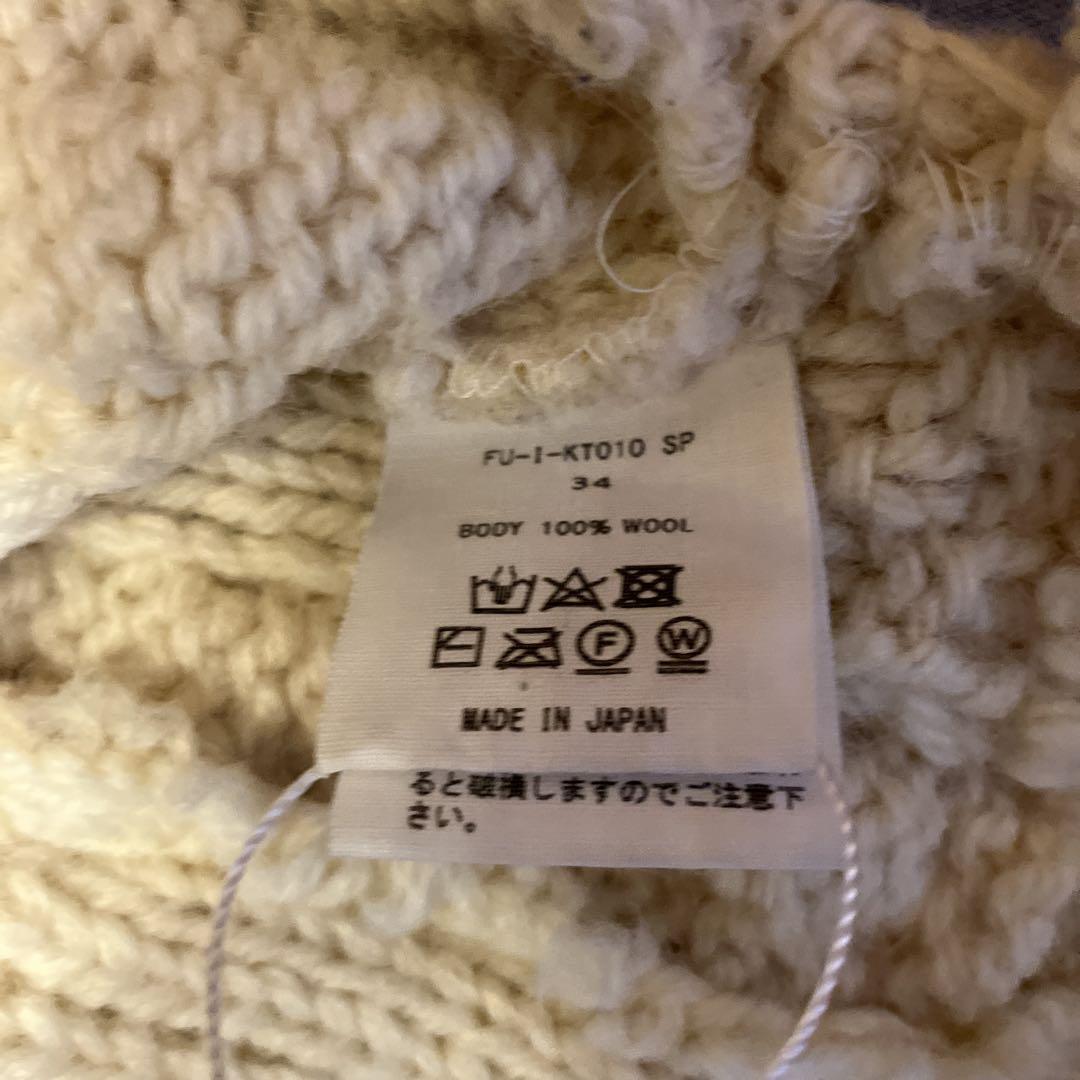 FU-I-KT010 SP
34
BODY 100% WOOL
F W
MADE IN JAPAN
ると破損しますのでご注意下
さい。